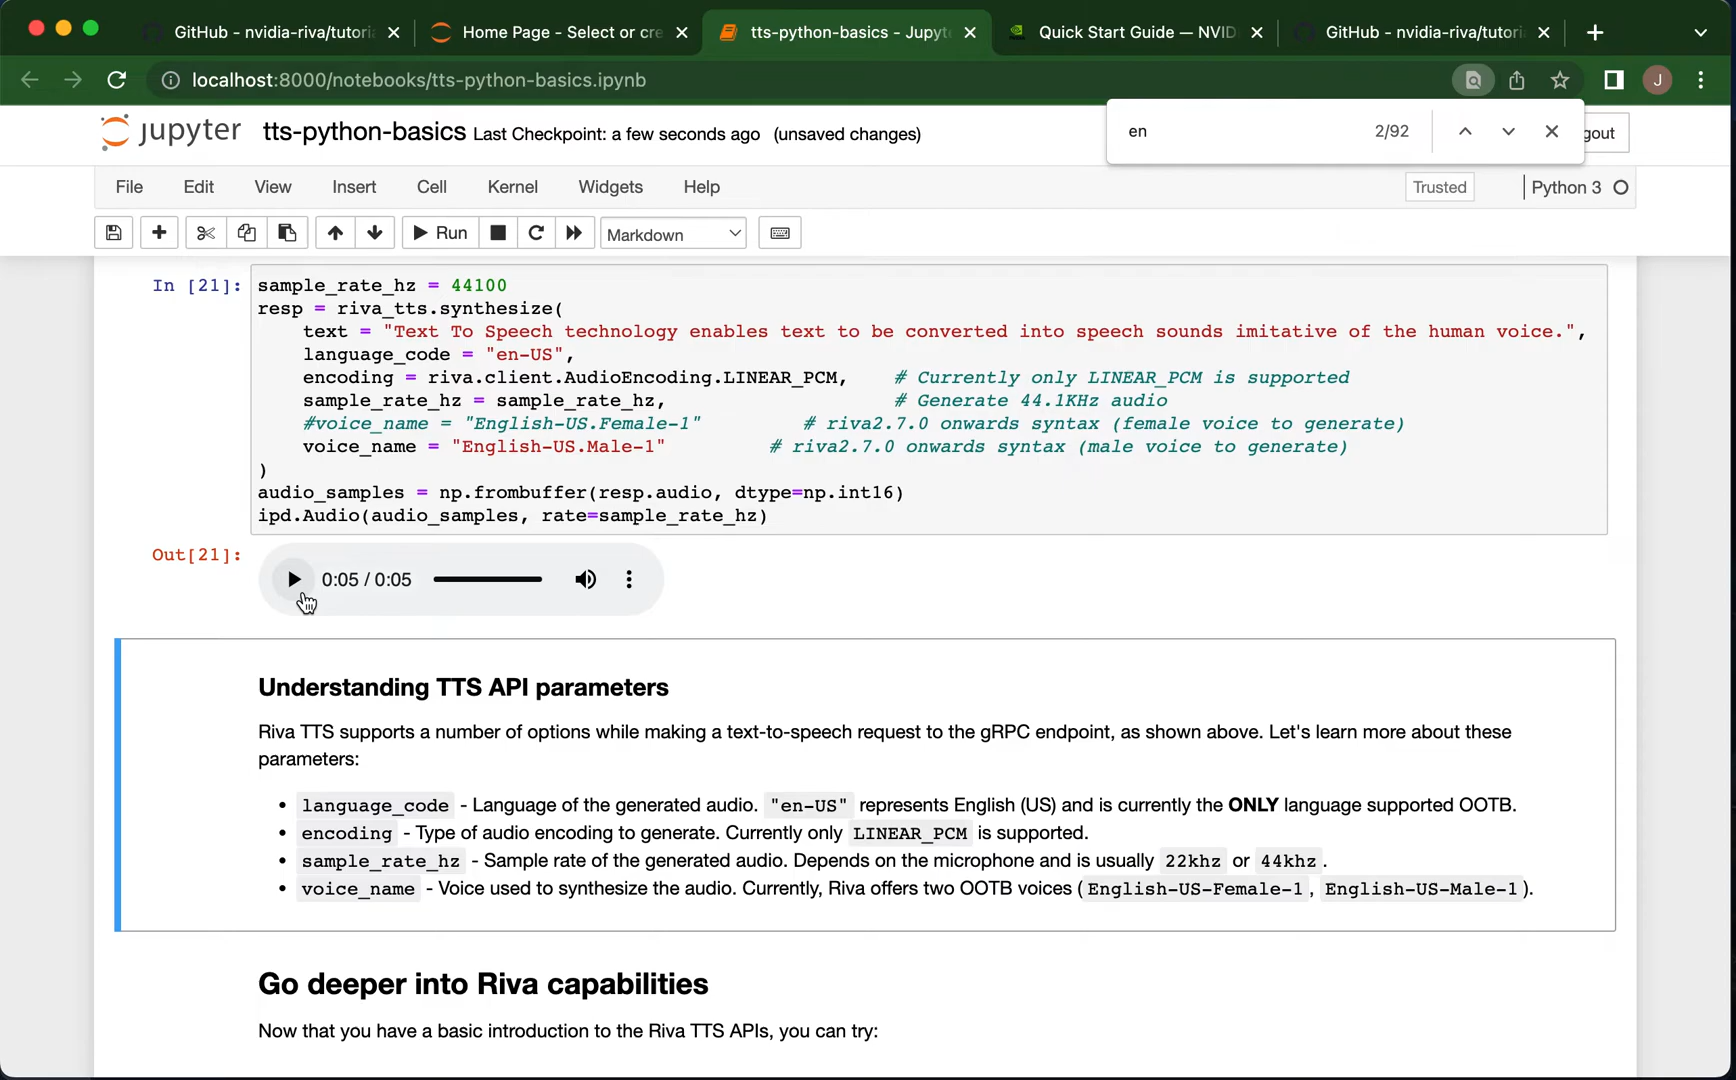 GitHub - nvidia-riva/tutori
Home Page - Select or cre
tts-python-basics - Jupyte
Quick Start Guide — NVID
GitHub - nvidia-riva/tutori
localhost:8000/notebooks/tts-python-basics.ipynb
J
jupyter tts-python-basics Last Checkpoint: a few seconds ago (unsaved changes)
en 2/92
gout
File Edit View Insert Cell Kernel Widgets Help
Trusted
Python 3
Run
Markdown
In [21]:
sample_rate_hz = 44100
resp = riva_tts.synthesize(
text = "Text To Speech technology enables text to be converted into speech sounds imitative of the human voice.",
language_code = "en-US",
encoding = riva.client.AudioEncoding.LINEAR_PCM, # Currently only LINEAR_PCM is supported
sample_rate_hz = sample_rate_hz, # Generate 44.1KHz audio
#voice_name = "English-US.Female-1" # riva2.7.0 onwards syntax (female voice to generate)
voice_name = "English-US.Male-1" # riva2.7.0 onwards syntax (male voice to generate)
)
audio_samples = np.frombuffer(resp.audio, dtype=np.int16)
ipd.Audio(audio_samples, rate=sample_rate_hz)
Out[21]:
0:05 / 0:05
Understanding TTS API parameters
Riva TTS supports a number of options while making a text-to-speech request to the gRPC endpoint, as shown above. Let's learn more about these
parameters:
• language_code - Language of the generated audio. "en-US" represents English (US) and is currently the ONLY language supported OOTB.
• encoding - Type of audio encoding to generate. Currently only LINEAR_PCM is supported.
• sample_rate_hz - Sample rate of the generated audio. Depends on the microphone and is usually 22khz or 44khz.
• voice_name - Voice used to synthesize the audio. Currently, Riva offers two OOTB voices (English-US-Female-1, English-US-Male-1).
Go deeper into Riva capabilities
Now that you have a basic introduction to the Riva TTS APIs, you can try: